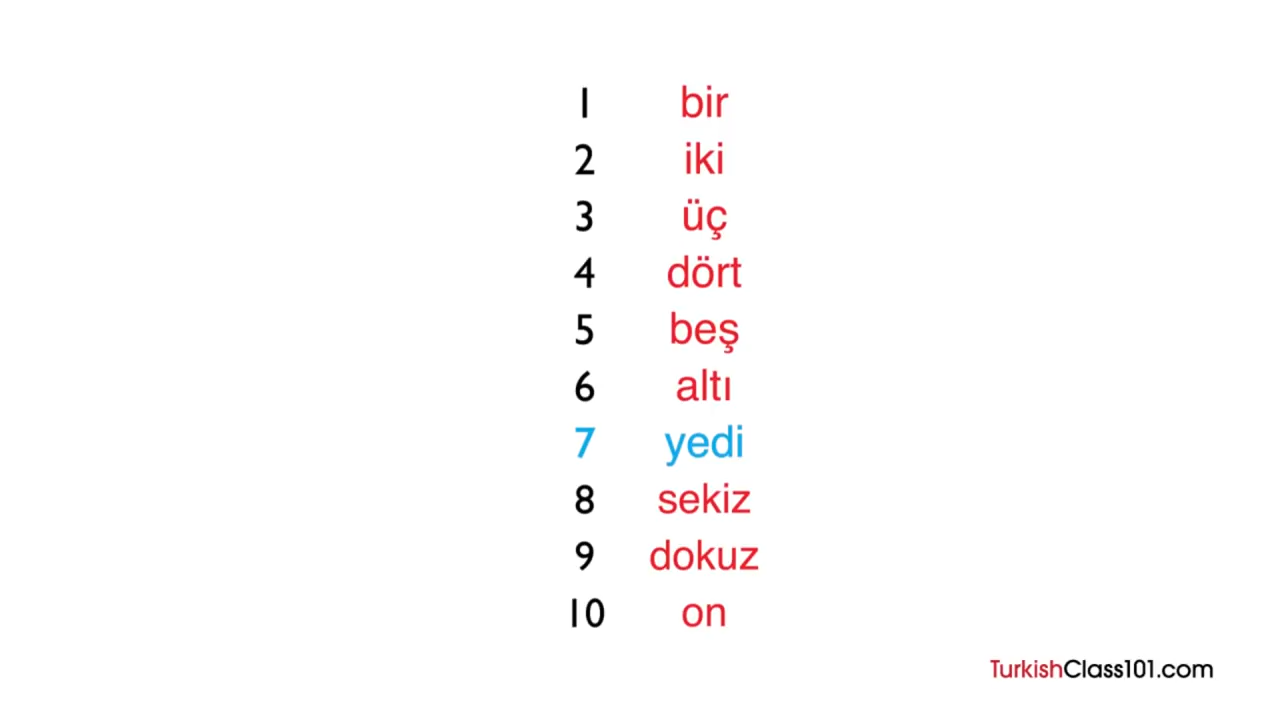 1 bir
2 iki
3 üç
4 dört
5 beş
6 altı
7 yedi
8 sekiz
9 dokuz
10 on
TurkishClass101.com